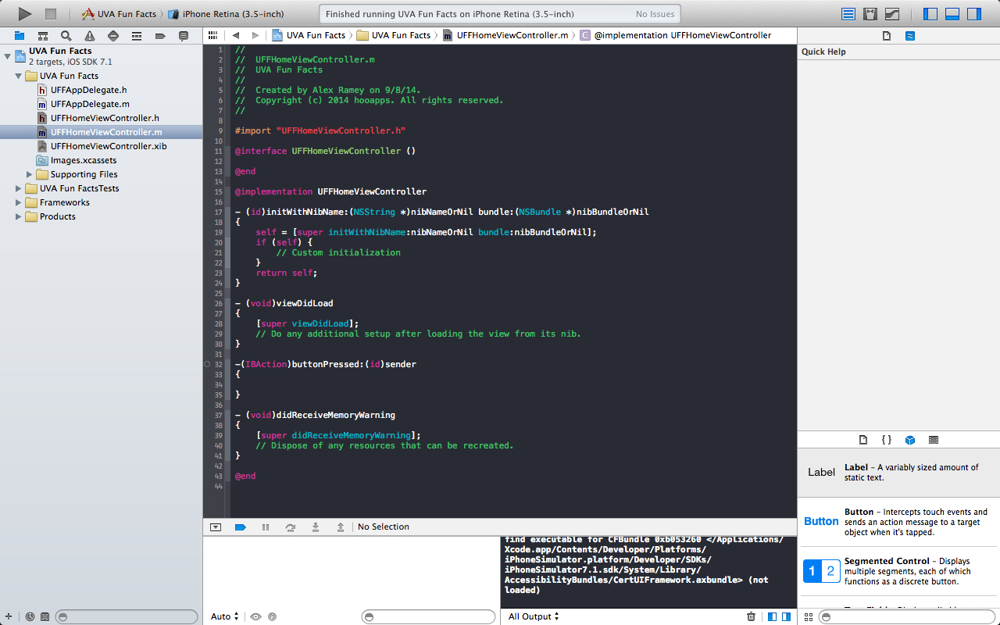 UVA Fun Facts 〉 iPhone Retina (3.5-inch)
Finished running UVA Fun Facts on iPhone Retina (3.5-inch) No Issues
UVA Fun Facts 〉 UVA Fun Facts 〉 UFFHomeViewController.m 〉 C @implementation UFFHomeViewController
UVA Fun Facts
2 targets, iOS SDK 7.1
UVA Fun Facts
h UFFAppDelegate.h
m UFFAppDelegate.m
h UFFHomeViewController.h
m UFFHomeViewController.m
UFFHomeViewController.xib
Images.xcassets
Supporting Files
UVA Fun FactsTests
Frameworks
Products
1 //
2 //  UFFHomeViewController.m
3 //  UVA Fun Facts
4 //
5 //  Created by Alex Ramey on 9/8/14.
6 //  Copyright (c) 2014 hooapps. All rights reserved.
7 //
8
9 #import "UFFHomeViewController.h"
10
11 @interface UFFHomeViewController ()
12
13 @end
14
15 @implementation UFFHomeViewController
16
17 - (id)initWithNibName:(NSString *)nibNameOrNil bundle:(NSBundle *)nibBundleOrNil
18 {
19     self = [super initWithNibName:nibNameOrNil bundle:nibBundleOrNil];
20     if (self) {
21         // Custom initialization
22     }
23     return self;
24 }
25
26 - (void)viewDidLoad
27 {
28     [super viewDidLoad];
29     // Do any additional setup after loading the view from its nib.
30 }
31
32 -(IBAction)buttonPressed:(id)sender
33 {
34
35 }
36
37 - (void)didReceiveMemoryWarning
38 {
39     [super didReceiveMemoryWarning];
40     // Dispose of any resources that can be recreated.
41 }
42
43 @end
44
No Selection
find executable for CFBundle 0xb053260 </Applications/
Xcode.app/Contents/Developer/Platforms/
iPhoneSimulator.platform/Developer/SDKs/
iPhoneSimulator7.1.sdk/System/Library/
AccessibilityBundles/CertUIFramework.axbundle> (not
loaded)
Auto
All Output
Quick Help
{ }
Label
Label – A variably sized amount of
static text.
Button
Button – Intercepts touch events and
sends an action message to a target
object when it's tapped.
1 2
Segmented Control – Displays
multiple segments, each of which
functions as a discrete button.